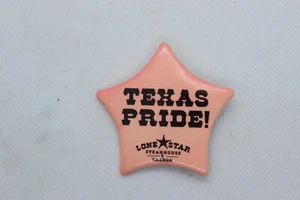 TEXAS
PRIDE!
LONE STAR
STEAKHOUSE
&
SALOON